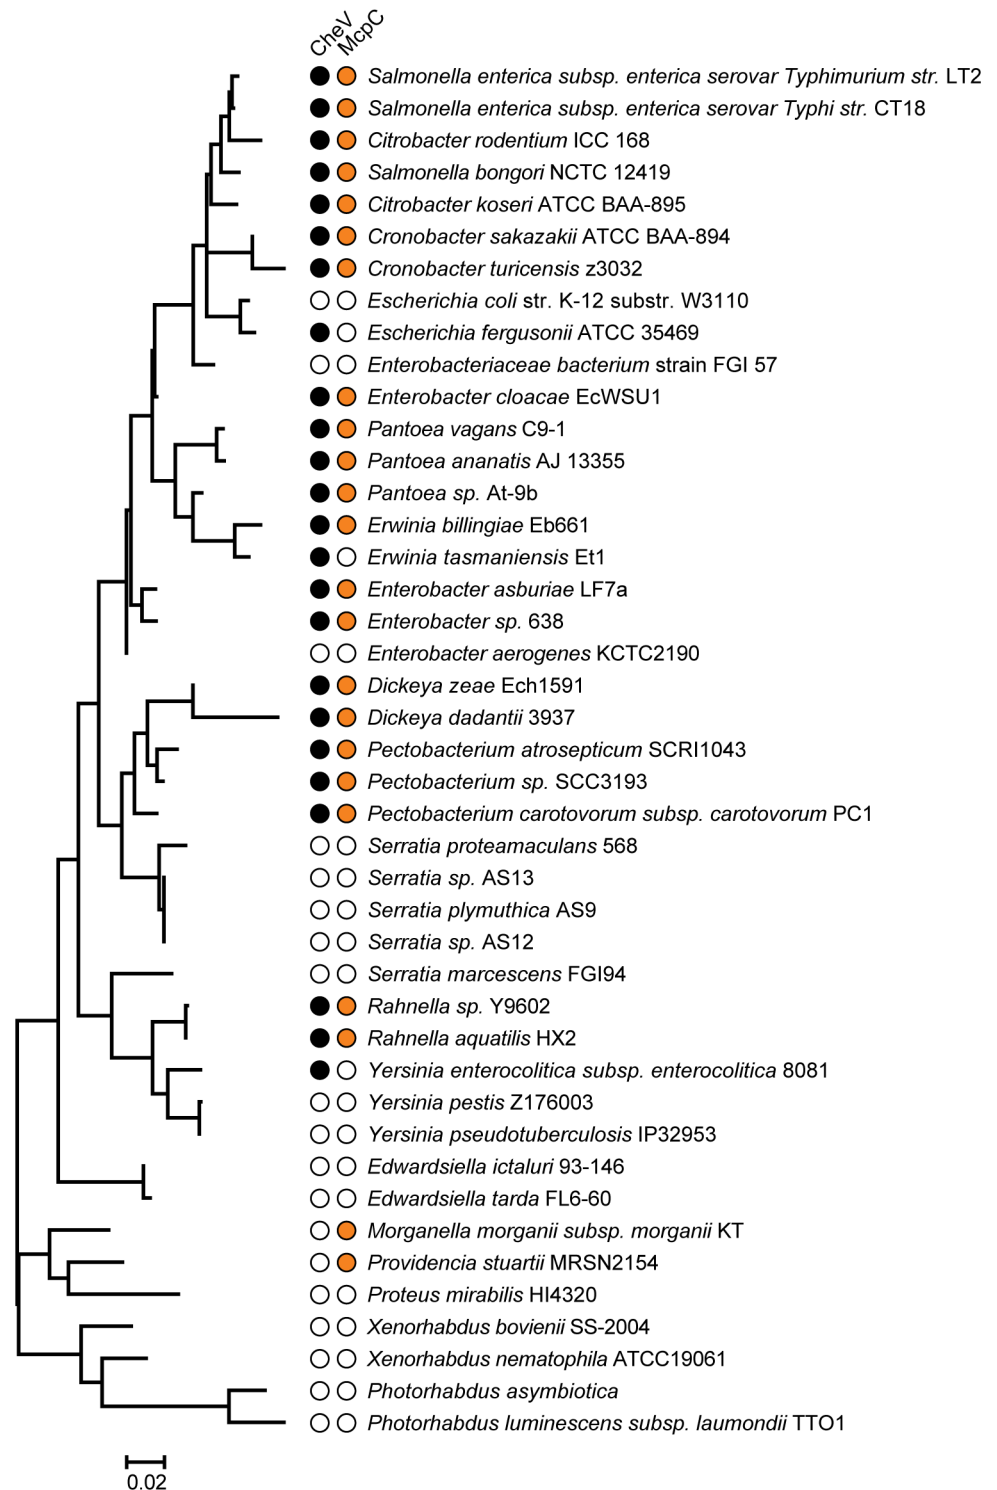 CheV
McpC
Salmonella enterica subsp. enterica serovar Typhimurium str. LT2
Salmonella enterica subsp. enterica serovar Typhi str. CT18
Citrobacter rodentium ICC 168
Salmonella bongori NCTC 12419
Citrobacter koseri ATCC BAA-895
Cronobacter sakazakii ATCC BAA-894
Cronobacter turicensis z3032
Escherichia coli str. K-12 substr. W3110
Escherichia fergusonii ATCC 35469
Enterobacteriaceae bacterium strain FGI 57
Enterobacter cloacae EcWSU1
Pantoea vagans C9-1
Pantoea ananatis AJ 13355
Pantoea sp. At-9b
Erwinia billingiae Eb661
Erwinia tasmaniensis Et1
Enterobacter asburiae LF7a
Enterobacter sp. 638
Enterobacter aerogenes KCTC2190
Dickeya zeae Ech1591
Dickeya dadantii 3937
Pectobacterium atrosepticum SCRI1043
Pectobacterium sp. SCC3193
Pectobacterium carotovorum subsp. carotovorum PC1
Serratia proteamaculans 568
Serratia sp. AS13
Serratia plymuthica AS9
Serratia sp. AS12
Serratia marcescens FGI94
Rahnella sp. Y9602
Rahnella aquatilis HX2
Yersinia enterocolitica subsp. enterocolitica 8081
Yersinia pestis Z176003
Yersinia pseudotuberculosis IP32953
Edwardsiella ictaluri 93-146
Edwardsiella tarda FL6-60
Morganella morganii subsp. morganii KT
Providencia stuartii MRSN2154
Proteus mirabilis HI4320
Xenorhabdus bovienii SS-2004
Xenorhabdus nematophila ATCC19061
Photorhabdus asymbiotica
Photorhabdus luminescens subsp. laumondii TTO1
0.02